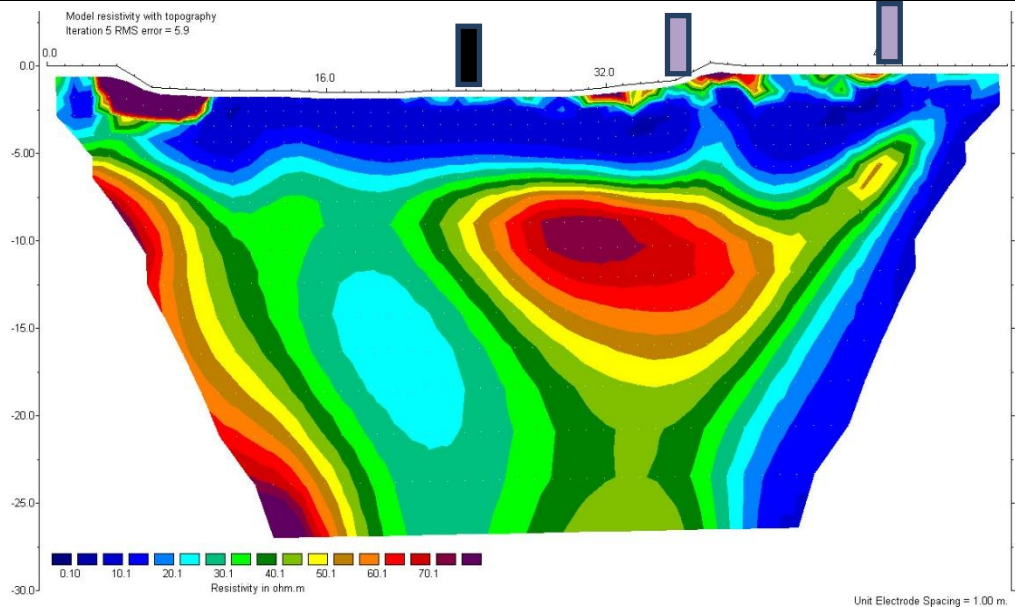 Model resistivity with topography
Iteration 5 RMS error = 5.9
0.0
16.0
32.0
0.0
-5.00
-10.0
-15.0
-20.0
-25.0
-30.0
0.10 10.1 20.1 30.1 40.1 50.1 60.1 70.1
Resistivity in ohm.m
Unit Electrode Spacing = 1.00 m.